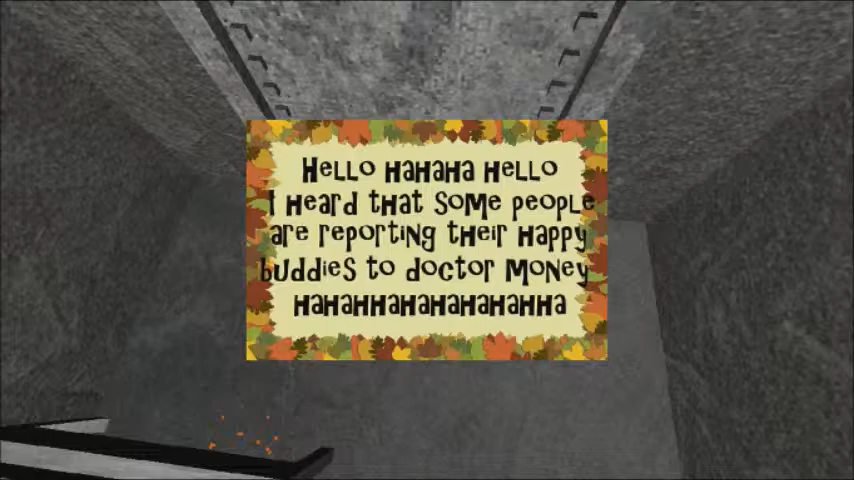 Hello HaHaHa Hello
I Heard tHat SoMe people
are reportiNg tHeir Happy
buddieS to doctor MoNey
HaHaHHaHaHaHaHaHHa